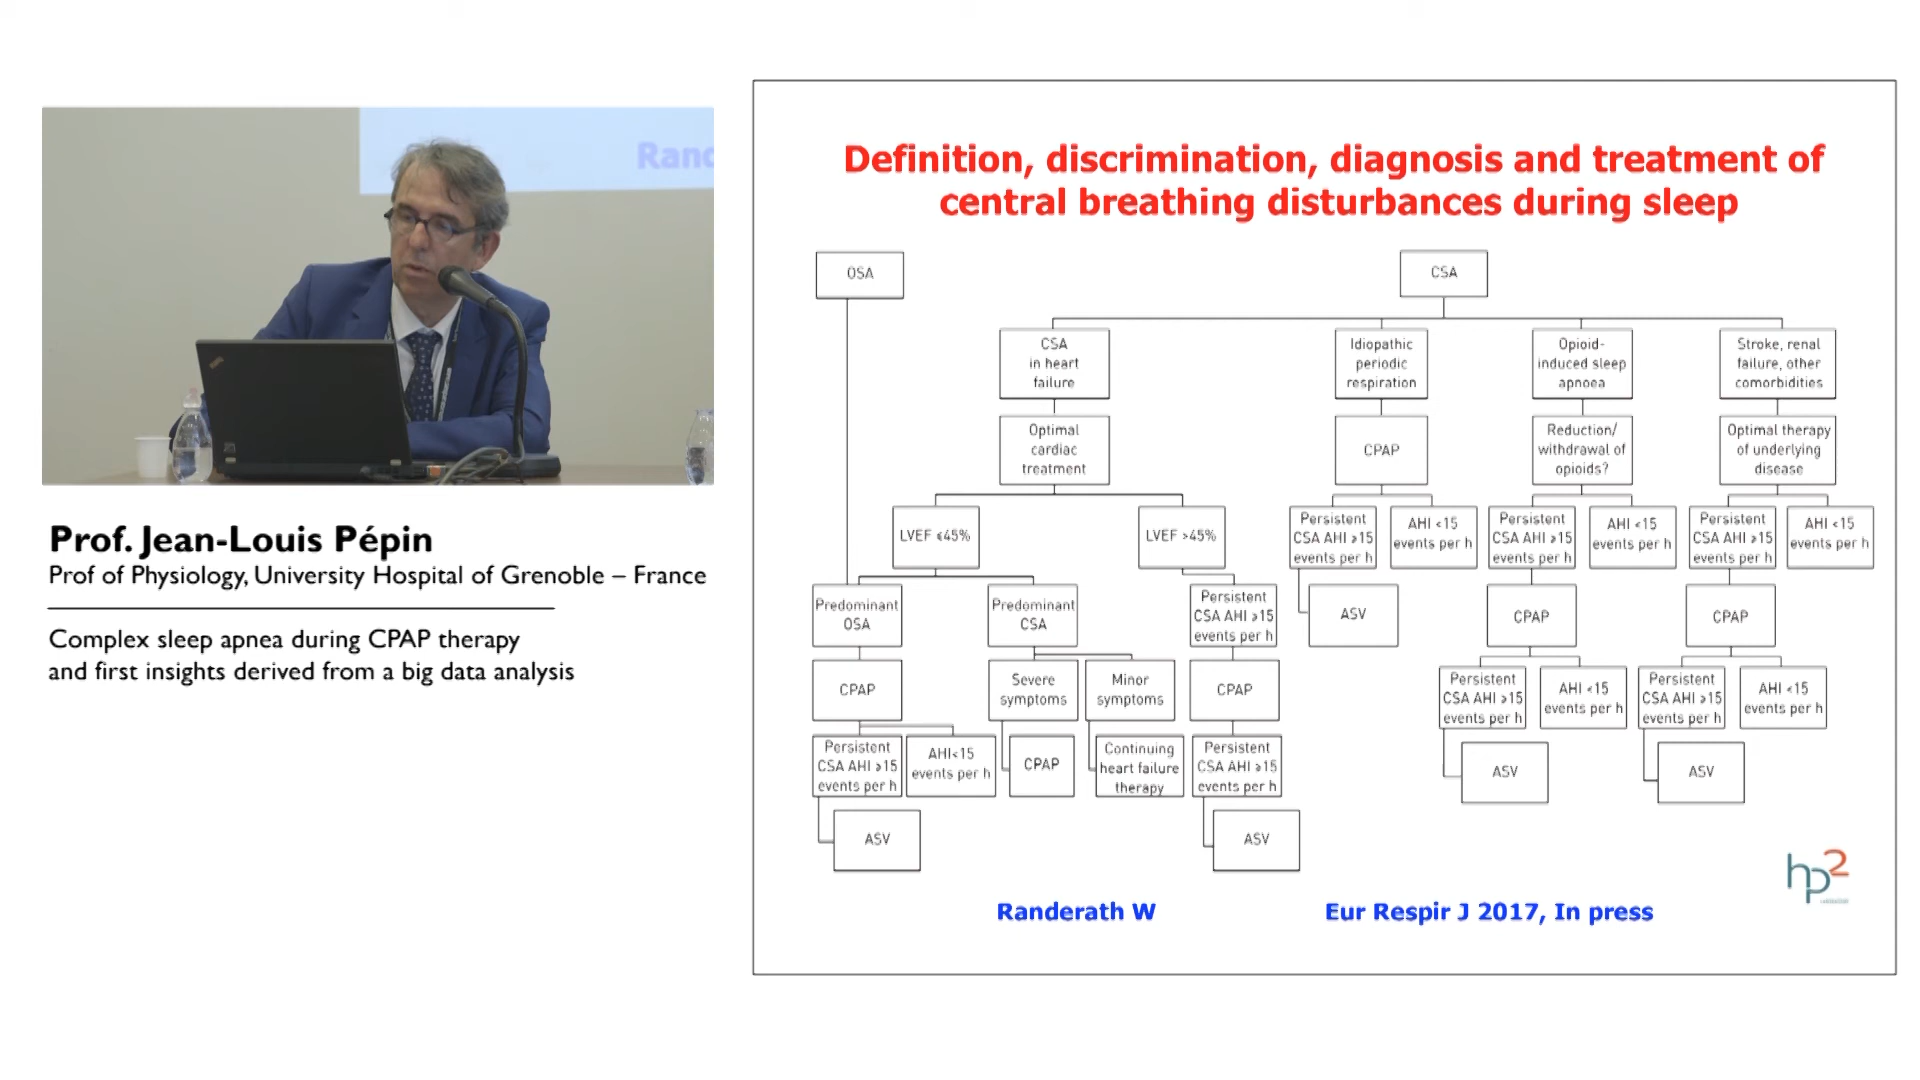 Ranc
Prof. Jean-Louis Pépin
Prof of Physiology, University Hospital of Grenoble – France
Complex sleep apnea during CPAP therapy
and first insights derived from a big data analysis
Definition, discrimination, diagnosis and treatment of
central breathing disturbances during sleep
OSA
CSA
CSA
in heart
failure
Idiopathic
periodic
respiration
Opioid-
induced sleep
apnoea
Stroke, renal
failure, other
comorbidities
Optimal
cardiac
treatment
CPAP
Reduction/
withdrawal of
opioids?
Optimal therapy
of underlying
disease
LVEF ≤45%
LVEF >45%
Persistent
CSA AHI ≥15
events per h
AHI <15
events per h
Persistent
CSA AHI ≥15
events per h
AHI <15
events per h
Persistent
CSA AHI ≥15
events per h
AHI <15
events per h
Predominant
OSA
Predominant
CSA
Persistent
CSA AHI ≥15
events per h
ASV
CPAP
CPAP
CPAP
Severe
symptoms
Minor
symptoms
CPAP
Persistent
CSA AHI ≥15
events per h
AHI <15
events per h
Persistent
CSA AHI ≥15
events per h
AHI <15
events per h
Persistent
CSA AHI ≥15
events per h
AHI<15
events per h
CPAP
Continuing
heart failure
therapy
Persistent
CSA AHI ≥15
events per h
ASV
ASV
ASV
ASV
hp2
Randerath W
Eur Respir J 2017, In press